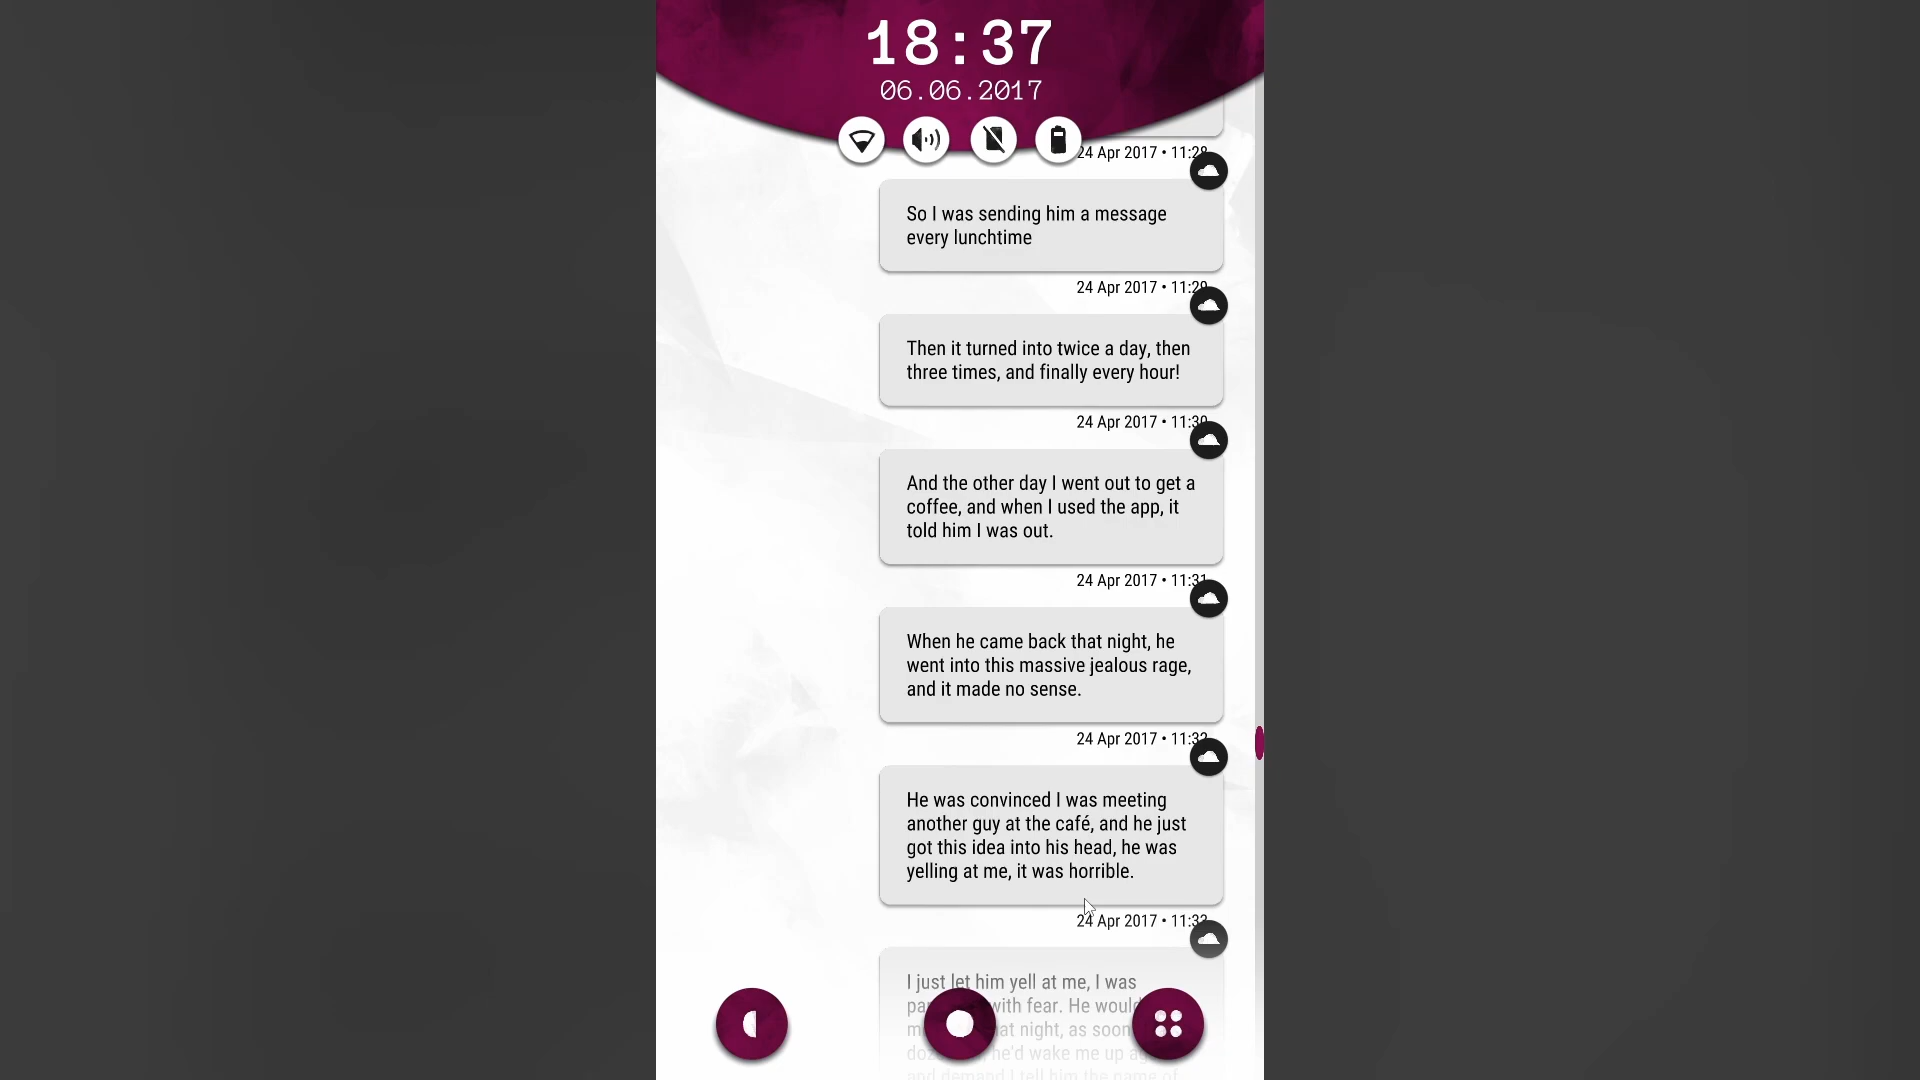 18:37
06.06.2017
24 Apr 2017 • 11:28
So I was sending him a message
every lunchtime
24 Apr 2017 • 11:29
Then it turned into twice a day, then
three times, and finally every hour!
24 Apr 2017 • 11:30
And the other day I went out to get a
coffee, and when I used the app, it
told him I was out.
24 Apr 2017 • 11:31
When he came back that night, he
went into this massive jealous rage,
and it made no sense.
24 Apr 2017 • 11:32
He was convinced I was meeting
another guy at the café, and he just
got this idea into his head, he was
yelling at me, it was horrible.
24 Apr 2017 • 11:33
I just let him yell at me, I was
with fear. He would
at night, as soon
he'd wake me up
and demand I tell him the name of